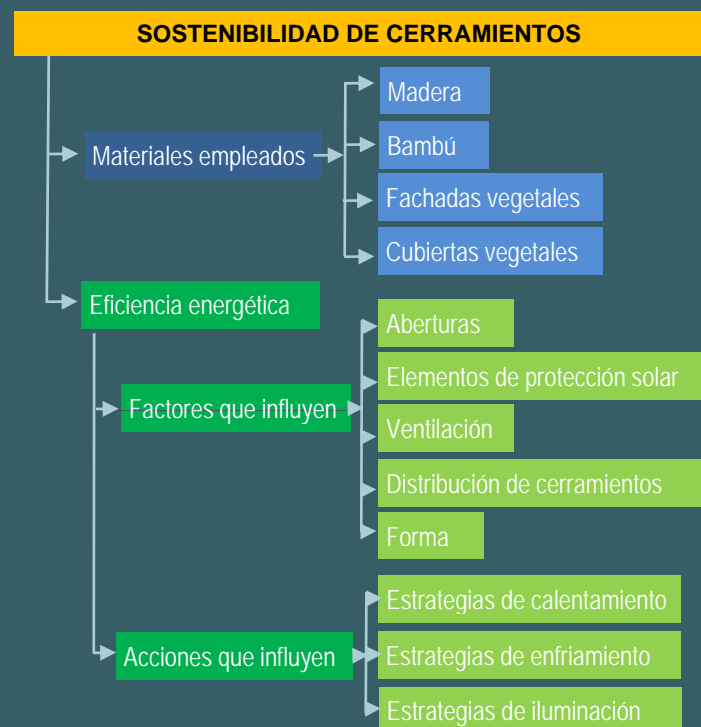 SOSTENIBILIDAD DE CERRAMIENTOS
Materiales empleados
Madera
Bambú
Fachadas vegetales
Cubiertas vegetales
Eficiencia energética
Factores que influyen
Aberturas
Elementos de protección solar
Ventilación
Distribución de cerramientos
Forma
Acciones que influyen
Estrategias de calentamiento
Estrategias de enfriamiento
Estrategias de iluminación